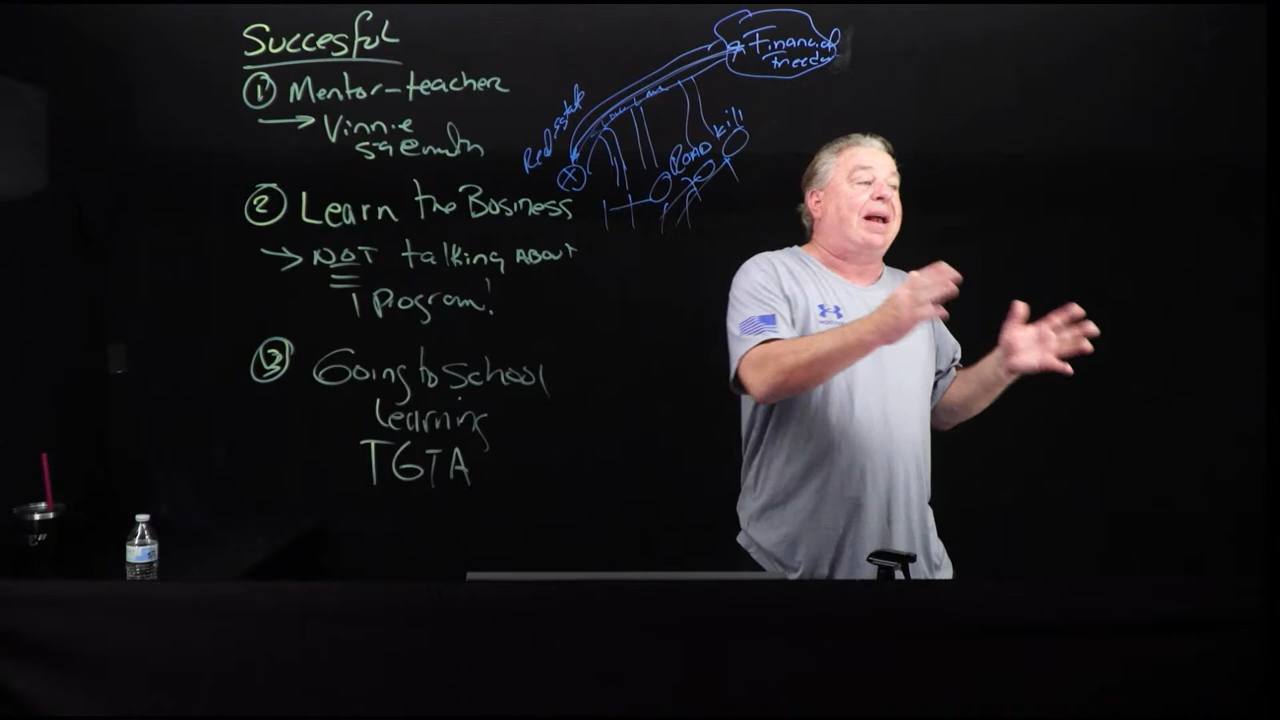 Succesful
① Mentor-teacher
→ Vinnie
② Learn the Business
→ NOT talking ABOUT
1 program!
③ Going to School
Learning
TGTA
Financial
Freedom
Real estate
ROAD Kill